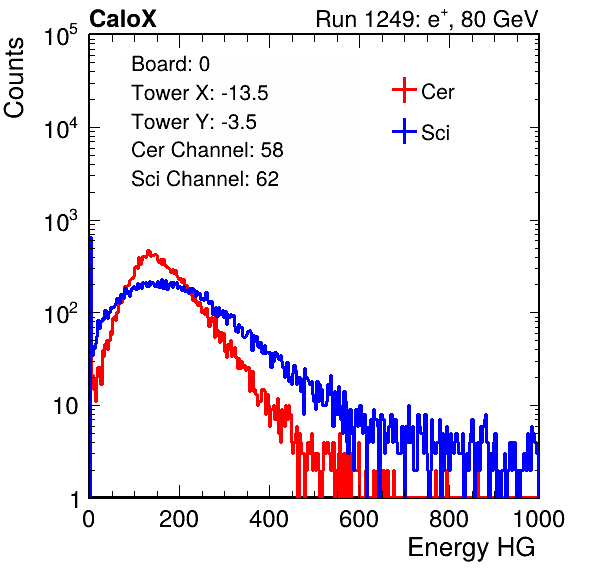 CaloX Run 1249: e⁺, 80 GeV
Counts
10⁵
10⁴
10³
10²
10
1
Board: 0
Tower X: -13.5
Tower Y: -3.5
Cer Channel: 58
Sci Channel: 62
Cer
Sci
0 200 400 600 800 1000
Energy HG